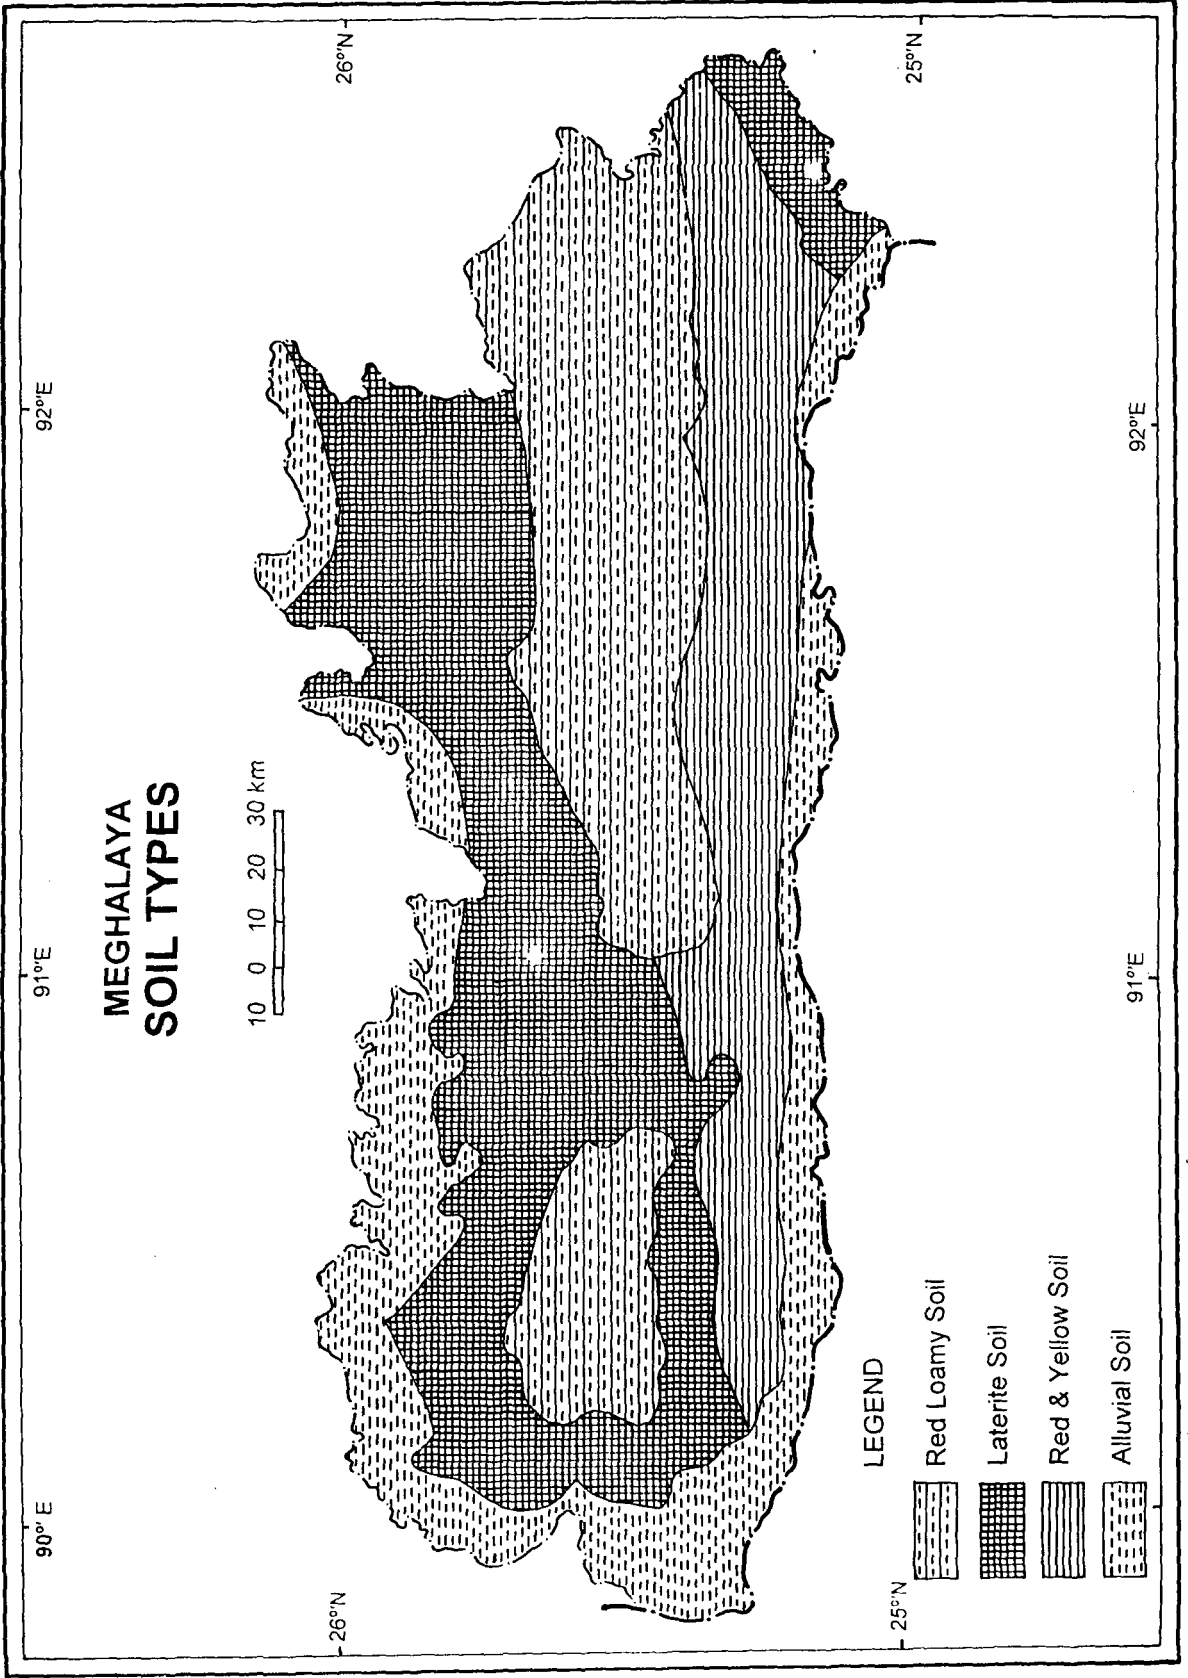 MEGHALAYA
SOIL TYPES
10 0 10 20 30 km
90° E
91°E
92°E
26°N
26°N
25°N
25°N
91°E
92°E
LEGEND
Red Loamy Soil
Laterite Soil
Red & Yellow Soil
Alluvial Soil